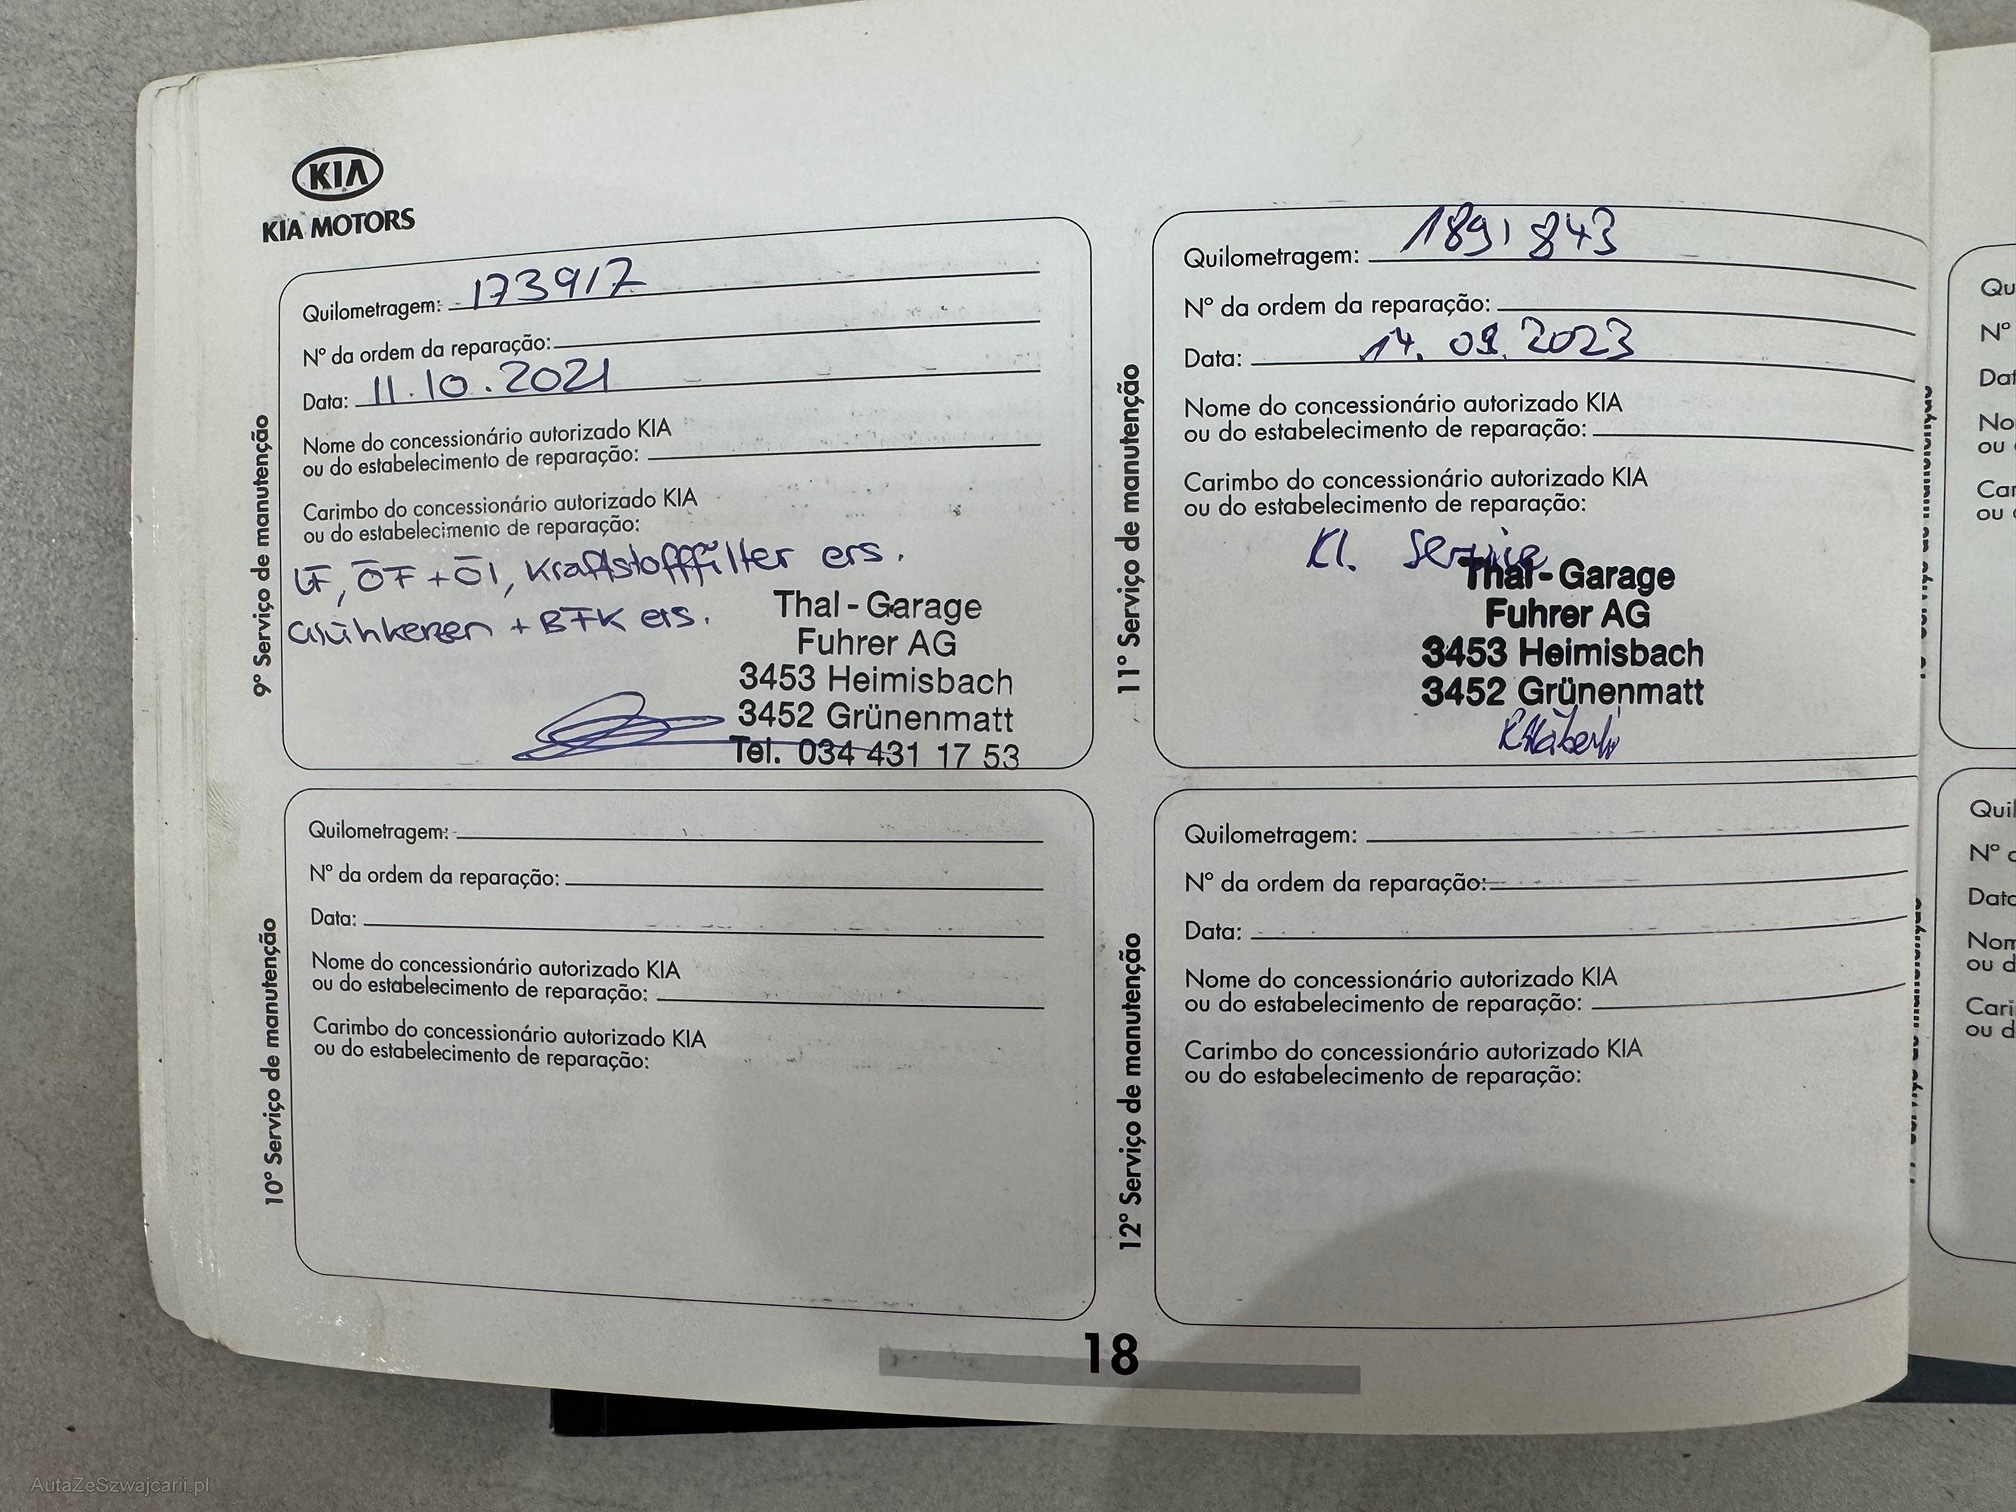 KIA
KIA MOTORS
9º Serviço de manutenção
Quilometragem: 173917
Nº da ordem da reparação:
Data: 11.10.2021
Nome do concessionário autorizado KIA
ou do estabelecimento de reparação:
Carimbo do concessionário autorizado KIA
ou do estabelecimento de reparação:
LF, ÖF + Öl, Kraftstofffilter ers.
Glühkerzen + BFK ers.
Thal-Garage
Fuhrer AG
3453 Heimisbach
3452 Grünenmatt
Tel. 034 431 17 53
10º Serviço de manutenção
Quilometragem:
Nº da ordem da reparação:
Data:
Nome do concessionário autorizado KIA
ou do estabelecimento de reparação:
Carimbo do concessionário autorizado KIA
ou do estabelecimento de reparação:
11º Serviço de manutenção
Quilometragem: 189'843
Nº da ordem da reparação:
Data: 14. 09. 2023
Nome do concessionário autorizado KIA
ou do estabelecimento de reparação:
Carimbo do concessionário autorizado KIA
ou do estabelecimento de reparação:
Kl. Service
Thal-Garage
Fuhrer AG
3453 Heimisbach
3452 Grünenmatt
12º Serviço de manutenção
Quilometragem:
Nº da ordem da reparação:
Data:
Nome do concessionário autorizado KIA
ou do estabelecimento de reparação:
Carimbo do concessionário autorizado KIA
ou do estabelecimento de reparação:
18
AutaZeSzwajcarii.pl